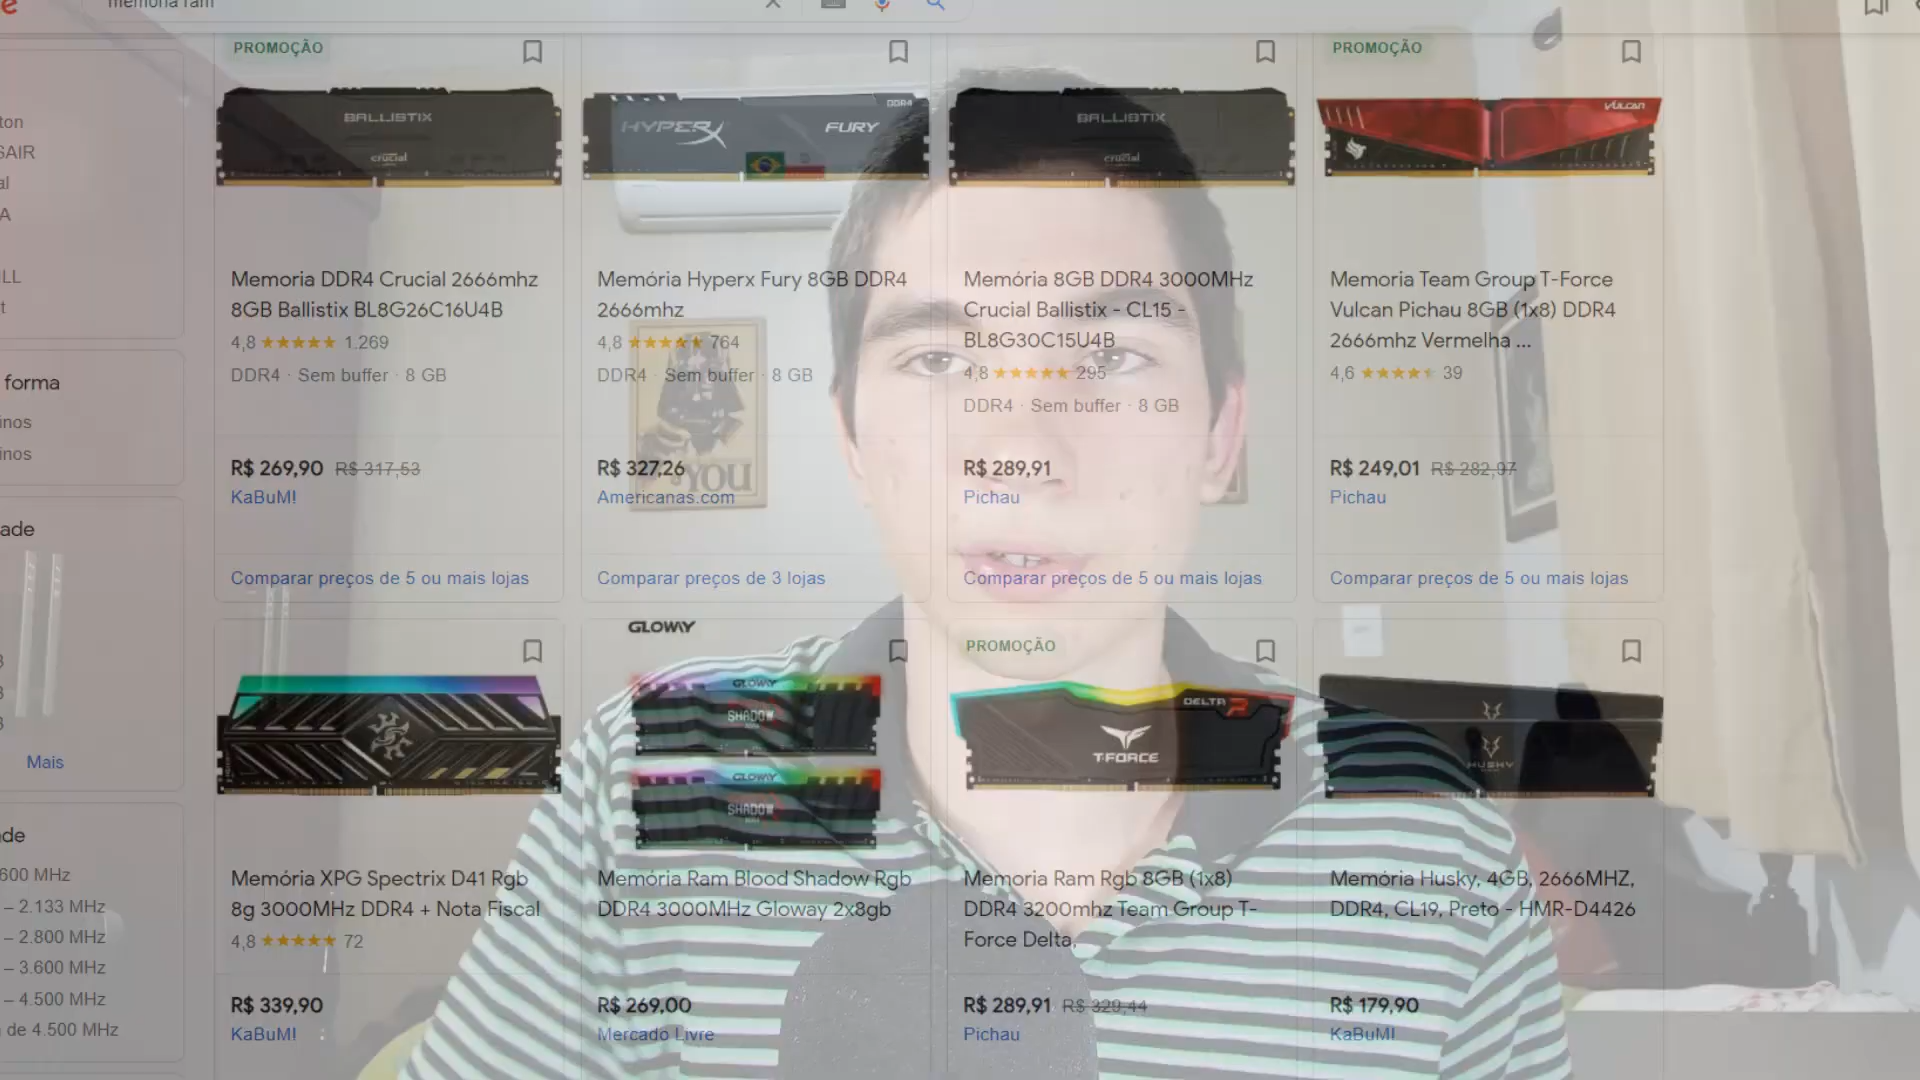 memoria ram
PROMOÇÃO
PROMOÇÃO
BALLISTIX
crucial
HYPERX
FURY
DDR4
BALLISTIX
crucial
VULCAN
ton
SAIR
al
A
LL
t
Memoria DDR4 Crucial 2666mhz
8GB Ballistix BL8G26C16U4B
4,8 1.269
DDR4 · Sem buffer · 8 GB
R$ 269,90 R$ 317,53
KaBuM!
Comparar preços de 5 ou mais lojas
Memória Hyperx Fury 8GB DDR4
2666mhz
4,8 764
DDR4 · Sem buffer · 8 GB
R$ 327,26
Americanas.com
Comparar preços de 3 lojas
YOU
Memória 8GB DDR4 3000MHz
Crucial Ballistix - CL15 -
BL8G30C15U4B
4,8 295
DDR4 · Sem buffer · 8 GB
R$ 289,91
Pichau
Comparar preços de 5 ou mais lojas
Memoria Team Group T-Force
Vulcan Pichau 8GB (1x8) DDR4
2666mhz Vermelha ...
4,6 39
R$ 249,01 R$ 282,97
Pichau
Comparar preços de 5 ou mais lojas
forma
inos
inos
ade
Mais
de
600 MHz
– 2.133 MHz
– 2.800 MHz
– 3.600 MHz
– 4.500 MHz
de 4.500 MHz
GLOWAY
GLOWAY
SHADOW
GLOWAY
SHADOW
PROMOÇÃO
DELTA R
T-FORCE
HUSKY
Memória XPG Spectrix D41 Rgb
8g 3000MHz DDR4 + Nota Fiscal
4,8 72
R$ 339,90
KaBuM!
Memória Ram Blood Shadow Rgb
DDR4 3000MHz Gloway 2x8gb
R$ 269,00
Mercado Livre
Memoria Ram Rgb 8GB (1x8)
DDR4 3200mhz Team Group T-
Force Delta,
R$ 289,91 R$ 329,44
Pichau
Memória Husky, 4GB, 2666MHZ,
DDR4, CL19, Preto - HMR-D4426
R$ 179,90
KaBuM!